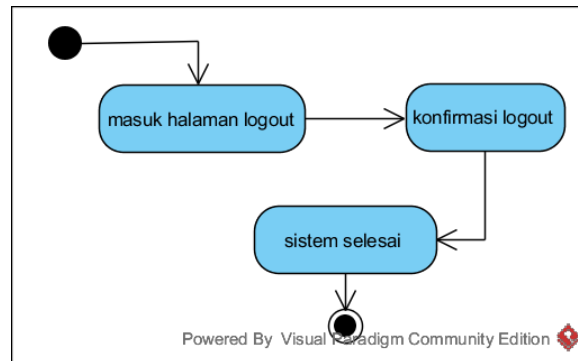 masuk halaman logout
konfirmasi logout
sistem selesai
Powered By Visual Paradigm Community Edition